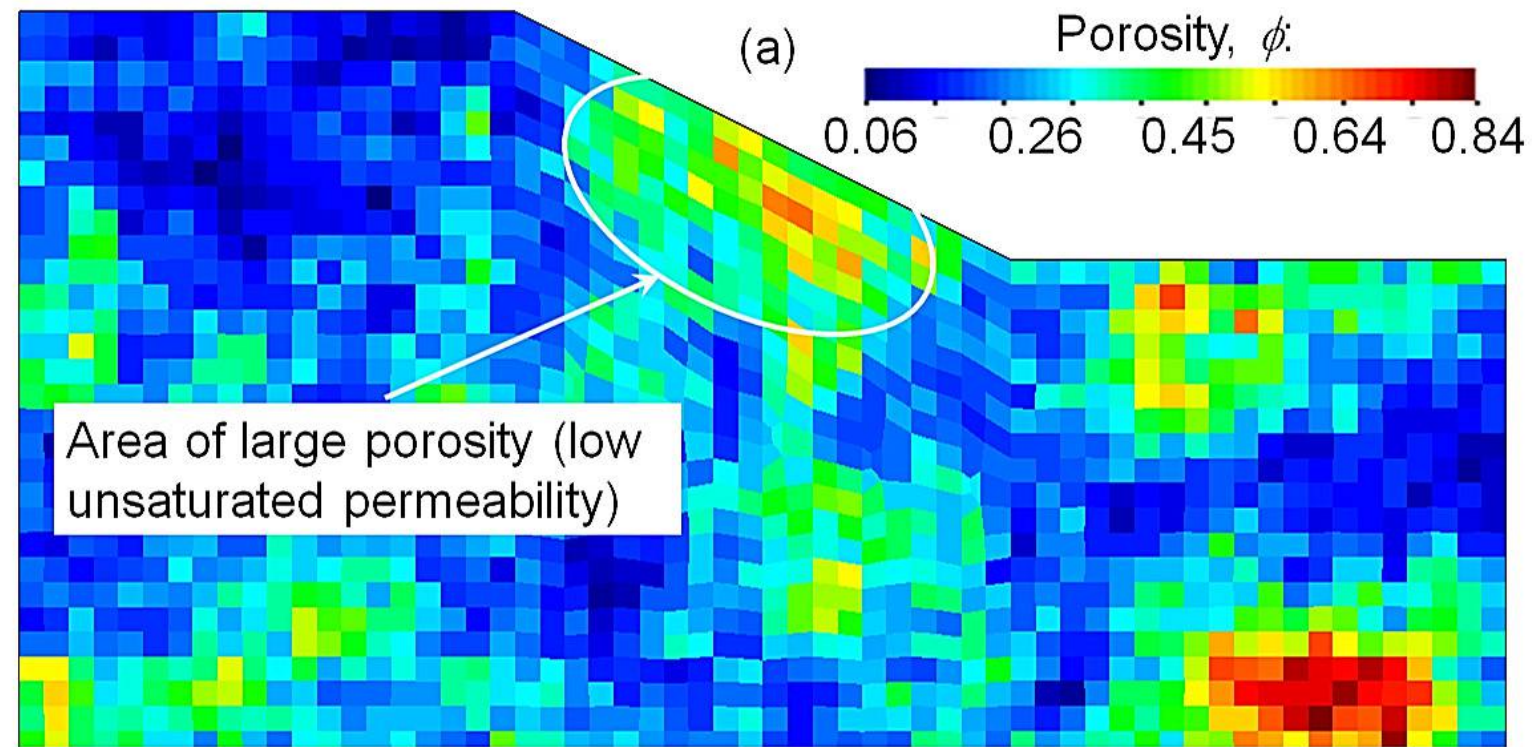 (a)
Porosity, ϕ:
0.06 0.26 0.45 0.64 0.84
Area of large porosity (low
unsaturated permeability)